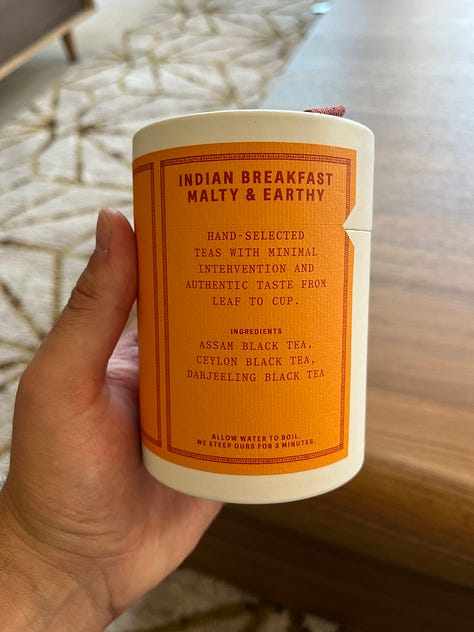 INDIAN BREAKFAST
MALTY & EARTHY
HAND-SELECTED
TEAS WITH MINIMAL
INTERVENTION AND
AUTHENTIC TASTE FROM
LEAF TO CUP.
INGREDIENTS
ASSAM BLACK TEA,
CEYLON BLACK TEA,
DARJEELING BLACK TEA
ALLOW WATER TO BOIL.
WE STEEP OURS FOR 3 MINUTES.